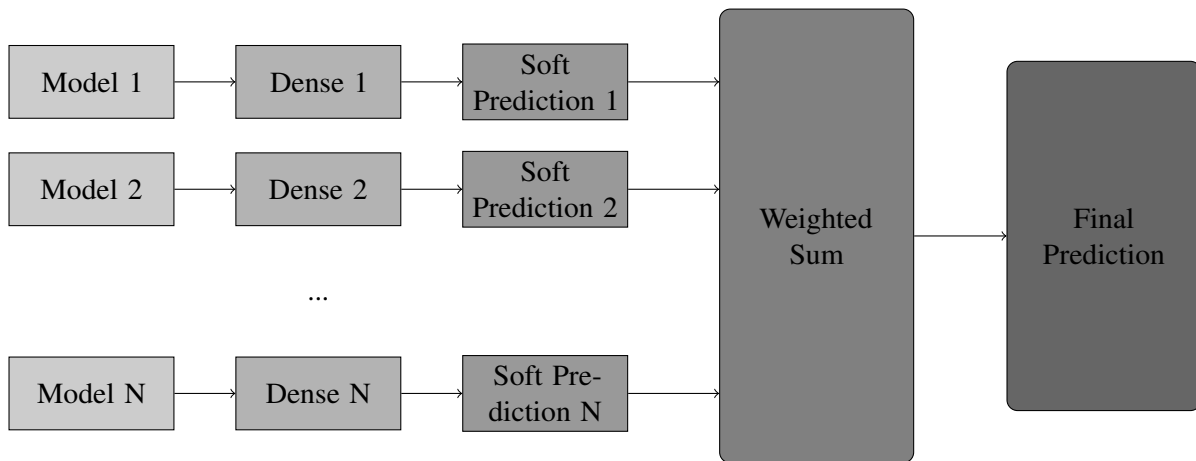 Model 1
Dense 1
Soft
Prediction 1
Model 2
Dense 2
Soft
Prediction 2
...
Model N
Dense N
Soft Pre-
diction N
Weighted
Sum
Final
Prediction